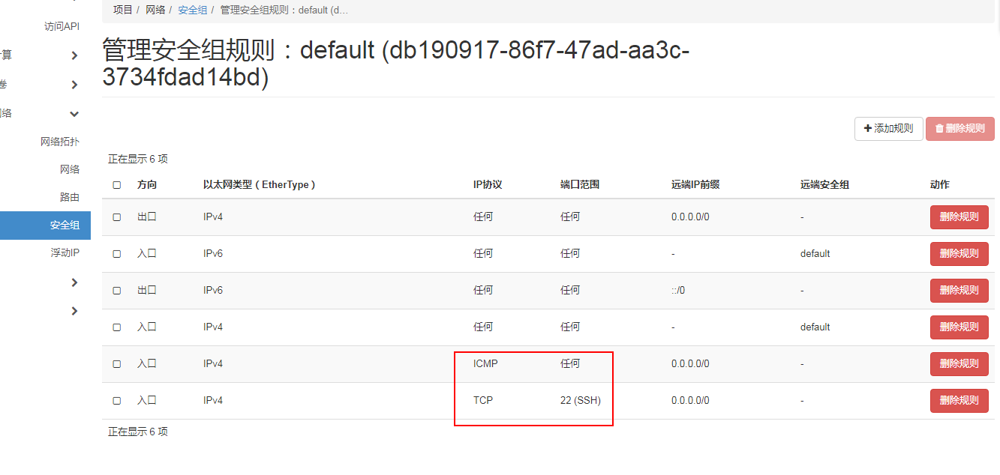 项目 / 网络 / 安全组 / 管理安全组规则：default (d…
访问API
算
卷
络
网络拓扑
网络
路由
安全组
浮动IP
管理安全组规则：default (db190917-86f7-47ad-aa3c-
3734fdad14bd)
添加规则 删除规则
正在显示 6 项
方向 以太网类型（EtherType） IP协议 端口范围 远端IP前缀 远端安全组 动作
出口 IPv4 任何 任何 0.0.0.0/0 - 删除规则
入口 IPv6 任何 任何 - default 删除规则
出口 IPv6 任何 任何 ::/0 - 删除规则
入口 IPv4 任何 任何 - default 删除规则
入口 IPv4 ICMP 任何 0.0.0.0/0 - 删除规则
入口 IPv4 TCP 22 (SSH) 0.0.0.0/0 - 删除规则
正在显示 6 项